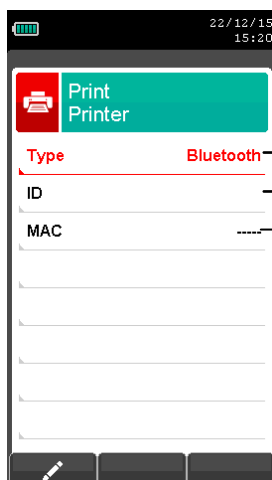 22/12/15
15:20
Print
Printer
Type Bluetooth
ID
MAC -----